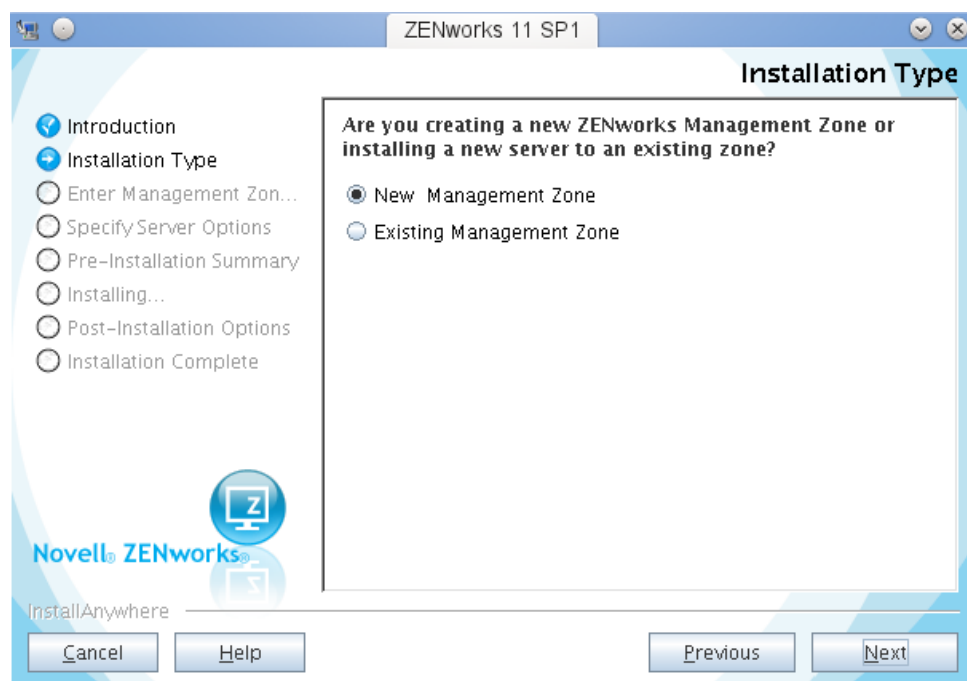 ZENworks 11 SP1
Installation Type
Introduction
Installation Type
Enter Management Zon...
Specify Server Options
Pre-Installation Summary
Installing...
Post-Installation Options
Installation Complete
Are you creating a new ZENworks Management Zone or
installing a new server to an existing zone?
New Management Zone
Existing Management Zone
Z
Novell® ZENworks®
InstallAnywhere
Cancel
Help
Previous
Next